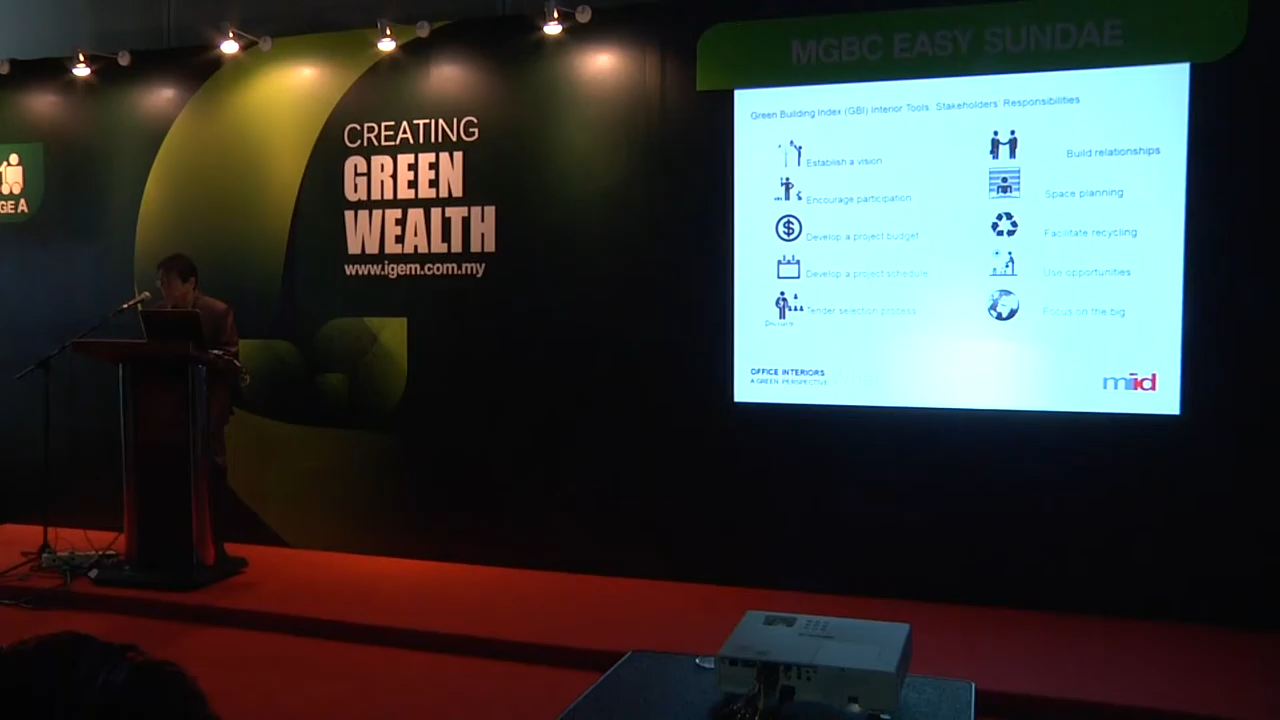 GE A
CREATING
GREEN
WEALTH
www.igem.com.my
MGBC EASY SUNDAE
Green Building Index (GBI) Interior Tools: Stakeholders' Responsibilities
Establish a vision
Encourage participation
Develop a project budget
Develop a project schedule
Tender selection process
Picture
Build relationships
Space planning
Facilitate recycling
Use opportunities
Focus on the big
OFFICE INTERIORS
A GREEN PERSPECTIVE
miid